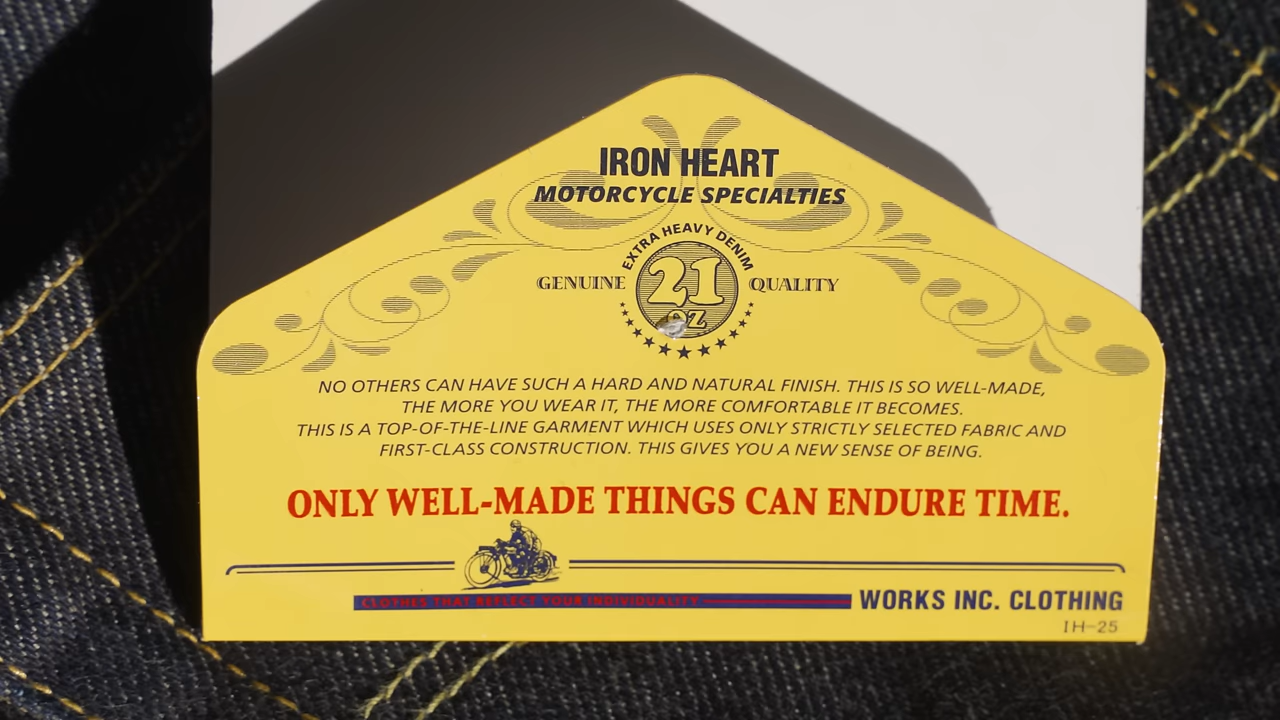 IRON HEART
MOTORCYCLE SPECIALTIES
EXTRA HEAVY DENIM
GENUINE 21 QUALITY
OZ
NO OTHERS CAN HAVE SUCH A HARD AND NATURAL FINISH. THIS IS SO WELL-MADE,
THE MORE YOU WEAR IT, THE MORE COMFORTABLE IT BECOMES.
THIS IS A TOP-OF-THE-LINE GARMENT WHICH USES ONLY STRICTLY SELECTED FABRIC AND
FIRST-CLASS CONSTRUCTION. THIS GIVES YOU A NEW SENSE OF BEING.
ONLY WELL-MADE THINGS CAN ENDURE TIME.
CLOTHES THAT REFLECT YOUR INDIVIDUALITY
WORKS INC. CLOTHING
IH-25